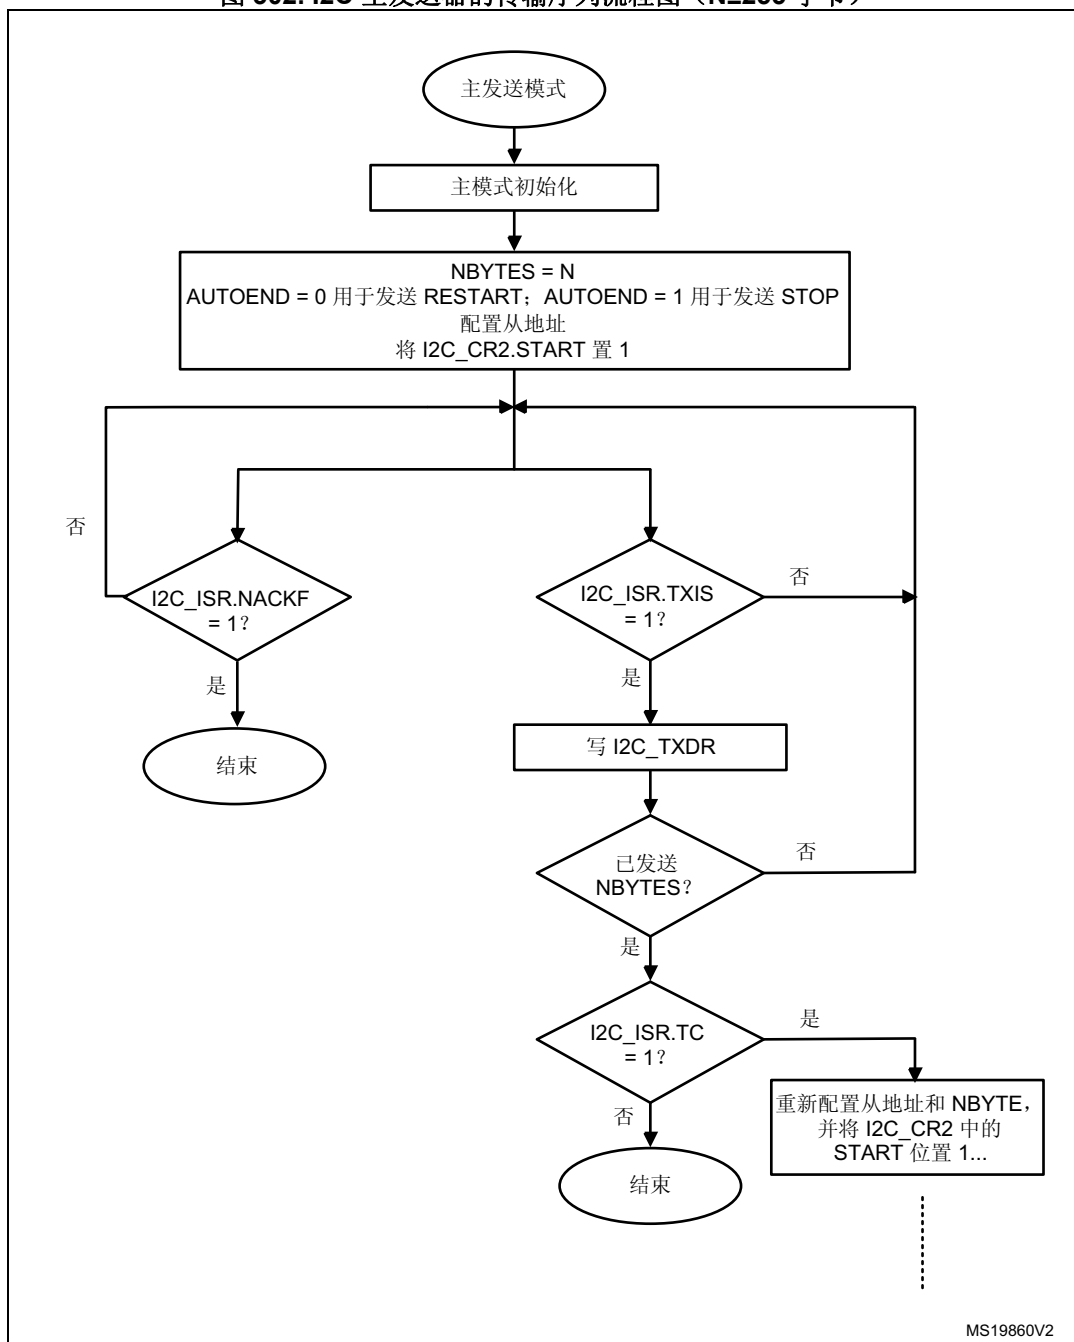 主发送模式
主模式初始化
NBYTES = N
AUTOEND = 0 用于发送 RESTART；AUTOEND = 1 用于发送 STOP
配置从地址
将 I2C_CR2.START 置 1
否
I2C_ISR.NACKF
= 1？
是
结束
I2C_ISR.TXIS
= 1？
否
是
写 I2C_TXDR
已发送
NBYTES？
否
是
I2C_ISR.TC
= 1？
是
否
结束
重新配置从地址和 NBYTE，
并将 I2C_CR2 中的
START 位置 1...
MS19860V2